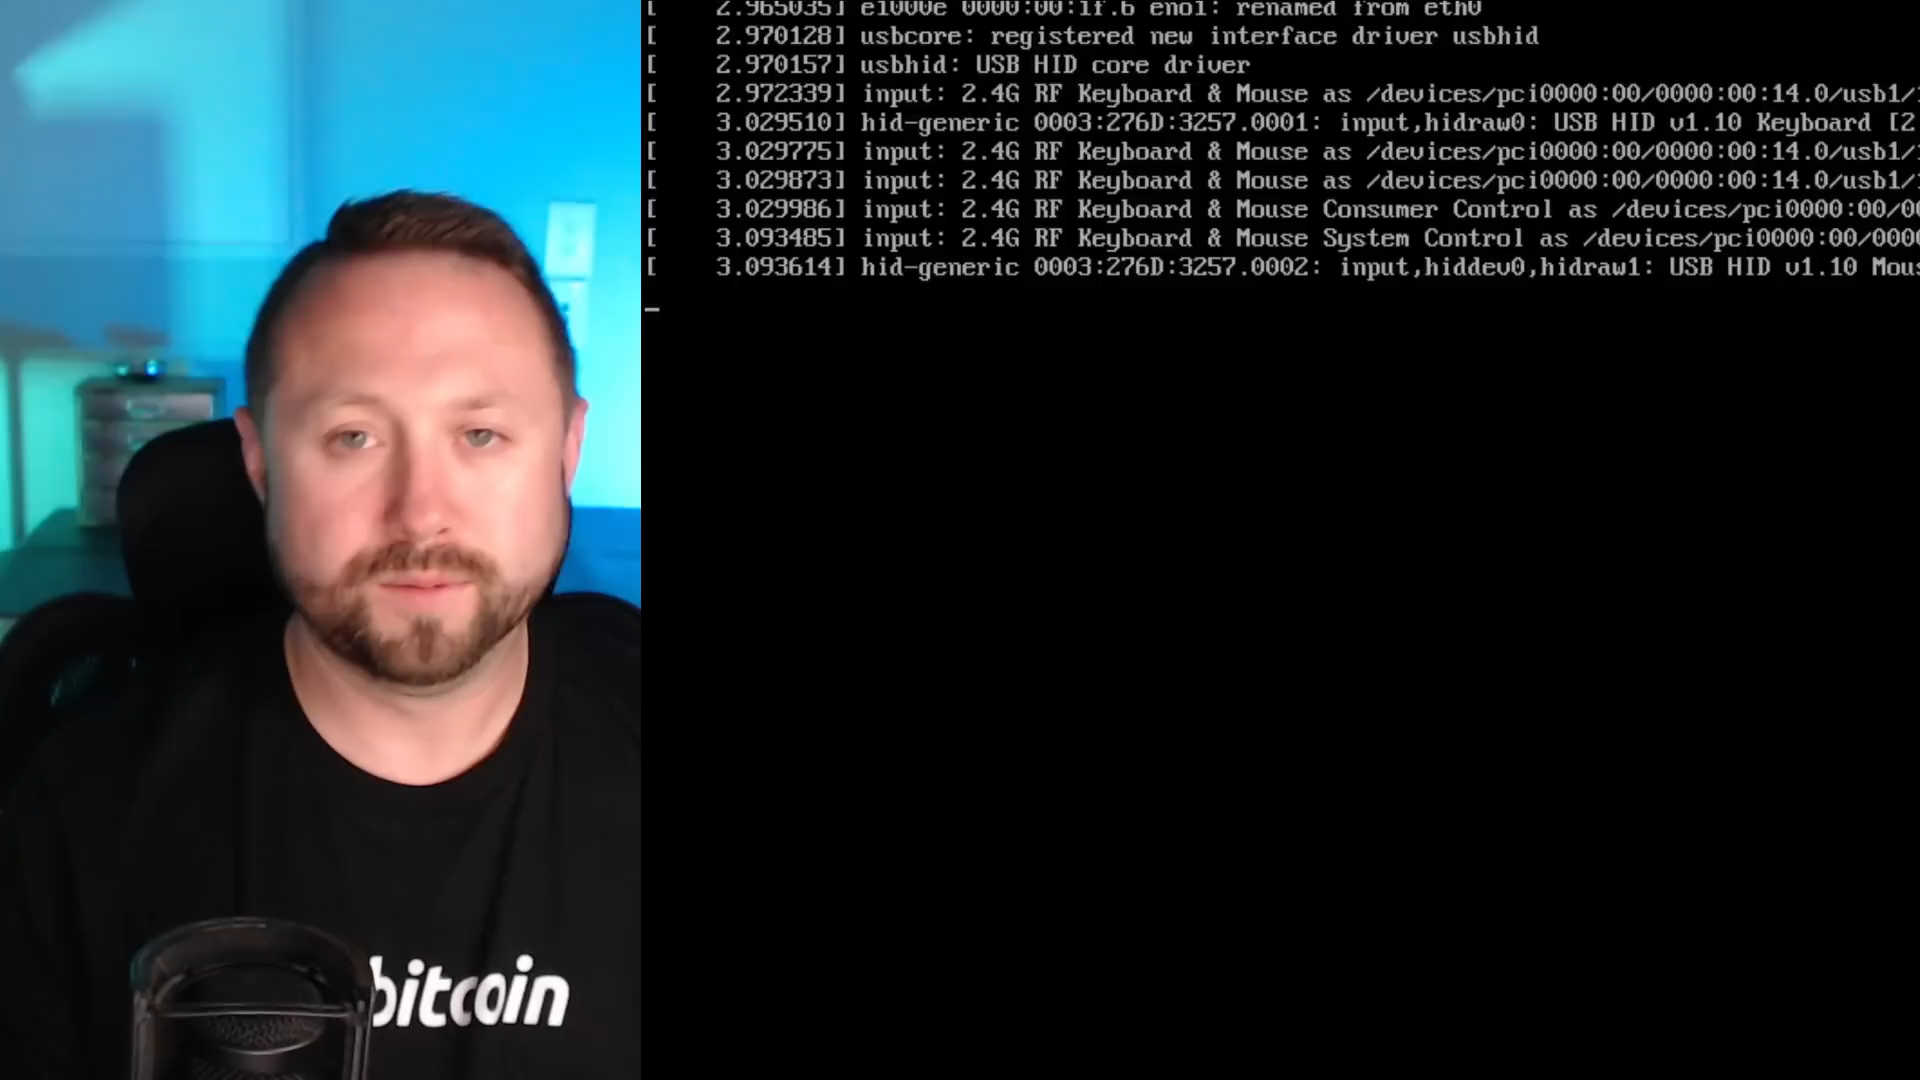 [    2.965035] e1000e 0000:00:1f.6 eno1: renamed from eth0
[    2.970128] usbcore: registered new interface driver usbhid
[    2.970157] usbhid: USB HID core driver
[    2.972339] input: 2.4G RF Keyboard & Mouse as /devices/pci0000:00/0000:00:14.0/usb1/
[    3.029510] hid-generic 0003:276D:3257.0001: input,hidraw0: USB HID v1.10 Keyboard [2
[    3.029775] input: 2.4G RF Keyboard & Mouse as /devices/pci0000:00/0000:00:14.0/usb1/
[    3.029873] input: 2.4G RF Keyboard & Mouse as /devices/pci0000:00/0000:00:14.0/usb1/
[    3.029986] input: 2.4G RF Keyboard & Mouse Consumer Control as /devices/pci0000:00/00
[    3.093485] input: 2.4G RF Keyboard & Mouse System Control as /devices/pci0000:00/0000
[    3.093614] hid-generic 0003:276D:3257.0002: input,hiddev0,hidraw1: USB HID v1.10 Mous
bitcoin